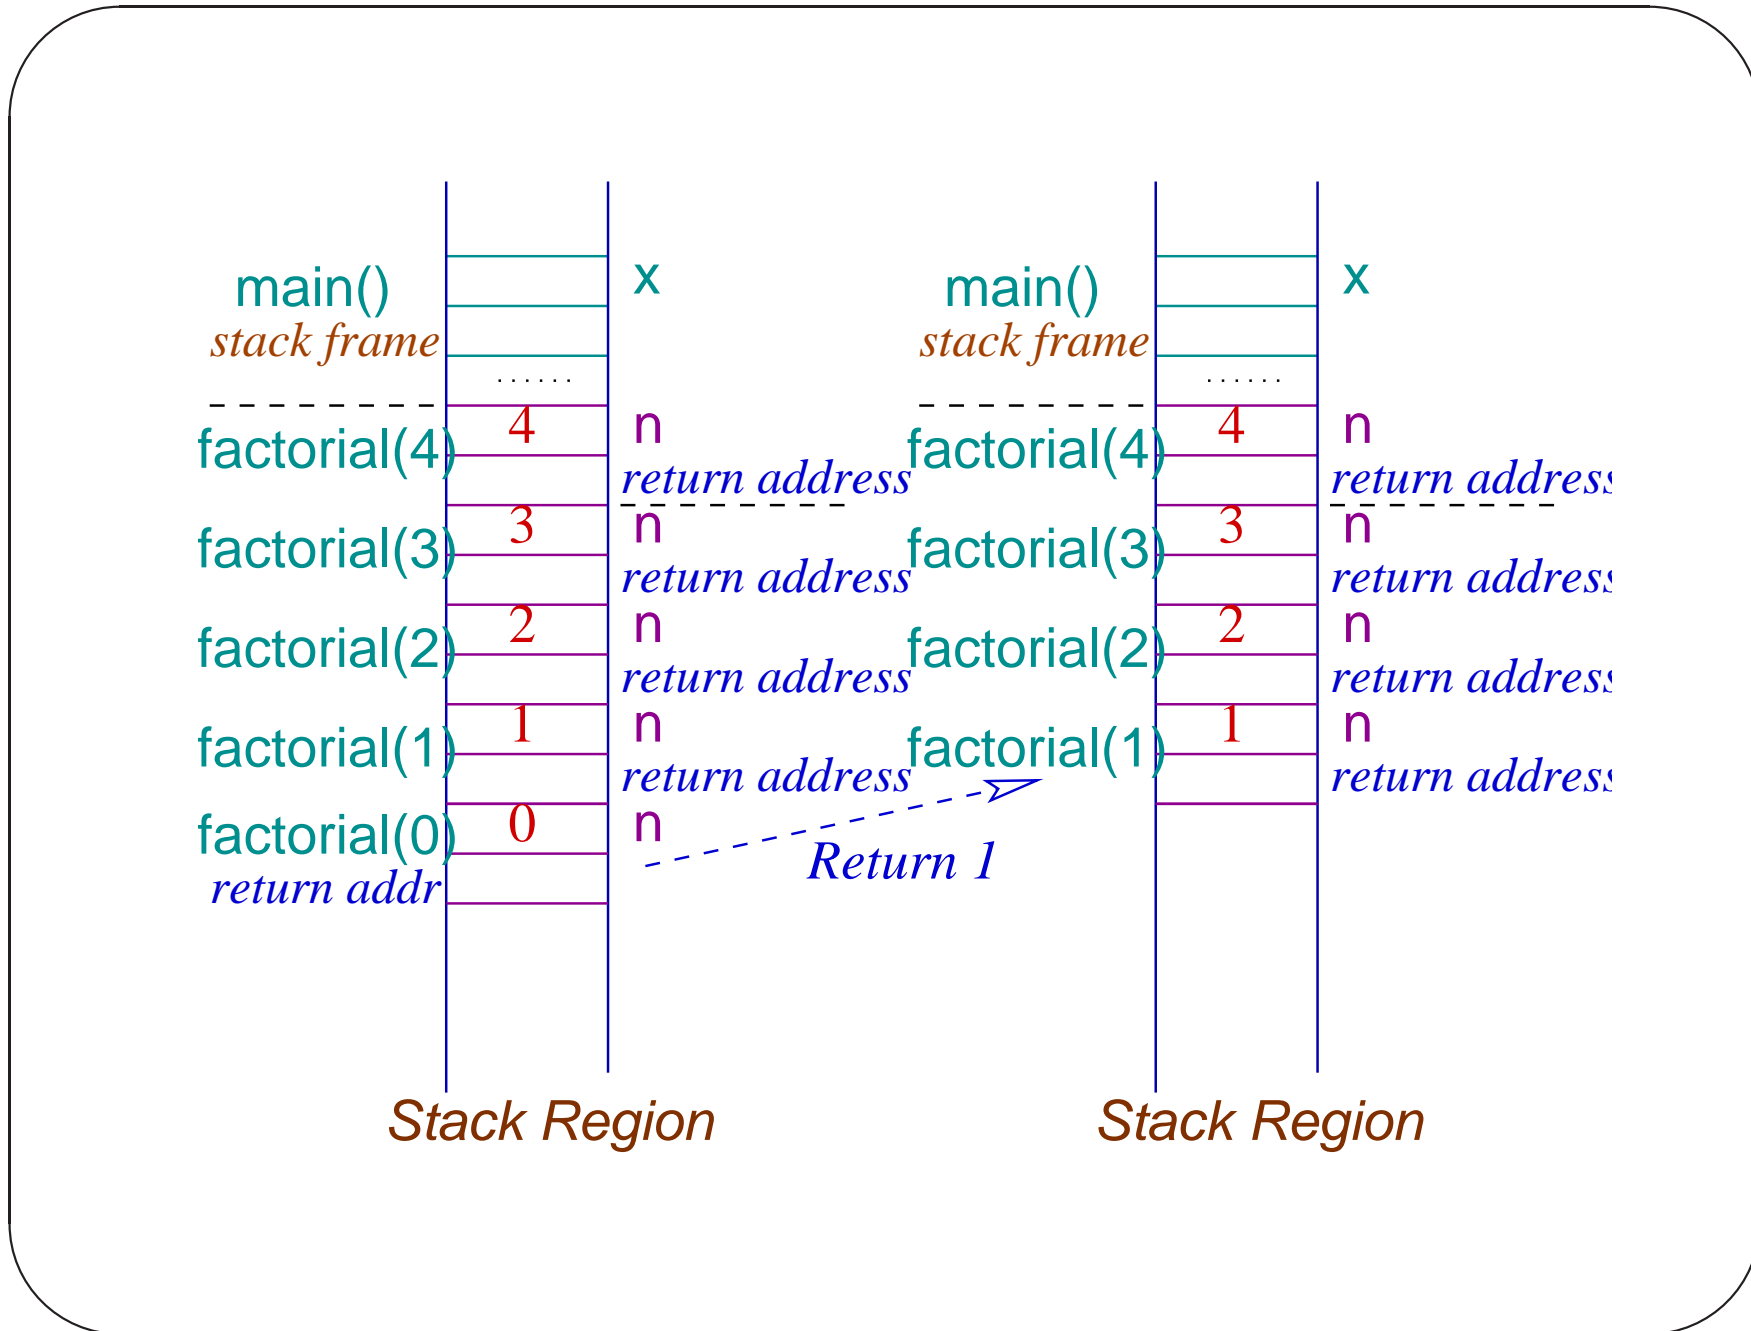 main()
x
stack frame
......
4
n
factorial(4)
return address
3
n
factorial(3)
return address
2
n
factorial(2)
return address
1
n
factorial(1)
return address
0
n
factorial(0)
return addr
Return 1
Stack Region
main()
x
stack frame
......
4
n
factorial(4)
return address
3
n
factorial(3)
return address
2
n
factorial(2)
return address
1
n
factorial(1)
return address
Stack Region